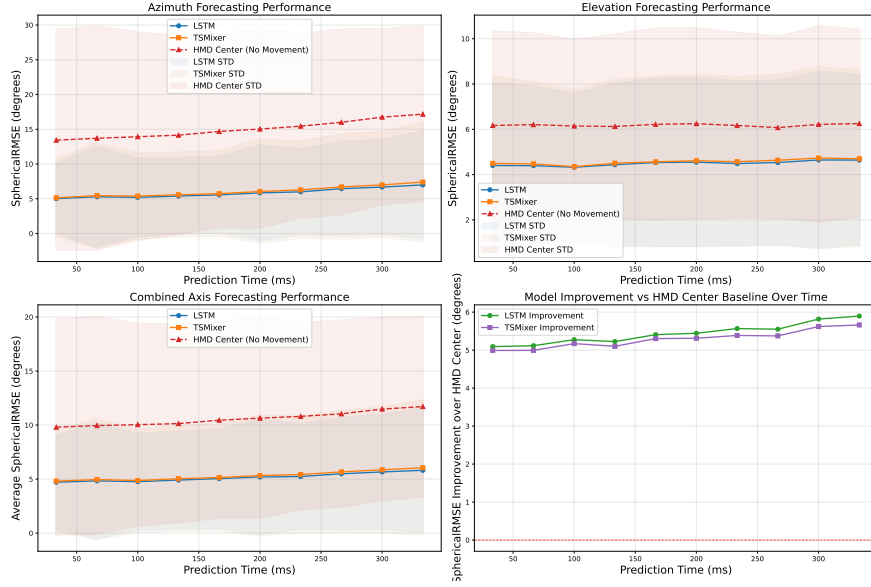 Azimuth Forecasting Performance
SphericalRMSE (degrees)
30
25
20
15
10
5
0
LSTM
TSMixer
HMD Center (No Movement)
LSTM STD
TSMixer STD
HMD Center STD
50
100
150
200
250
300
Prediction Time (ms)
Elevation Forecasting Performance
SphericalRMSE (degrees)
10
8
6
4
2
LSTM
TSMixer
HMD Center (No Movement)
LSTM STD
TSMixer STD
HMD Center STD
50
100
150
200
250
300
Prediction Time (ms)
Combined Axis Forecasting Performance
Average SphericalRMSE (degrees)
20
15
10
5
0
LSTM
TSMixer
HMD Center (No Movement)
50
100
150
200
250
300
Prediction Time (ms)
Model Improvement vs HMD Center Baseline Over Time
SphericalRMSE Improvement over HMD Center (degrees)
6
5
4
3
2
1
0
LSTM Improvement
TSMixer Improvement
50
100
150
200
250
300
Prediction Time (ms)